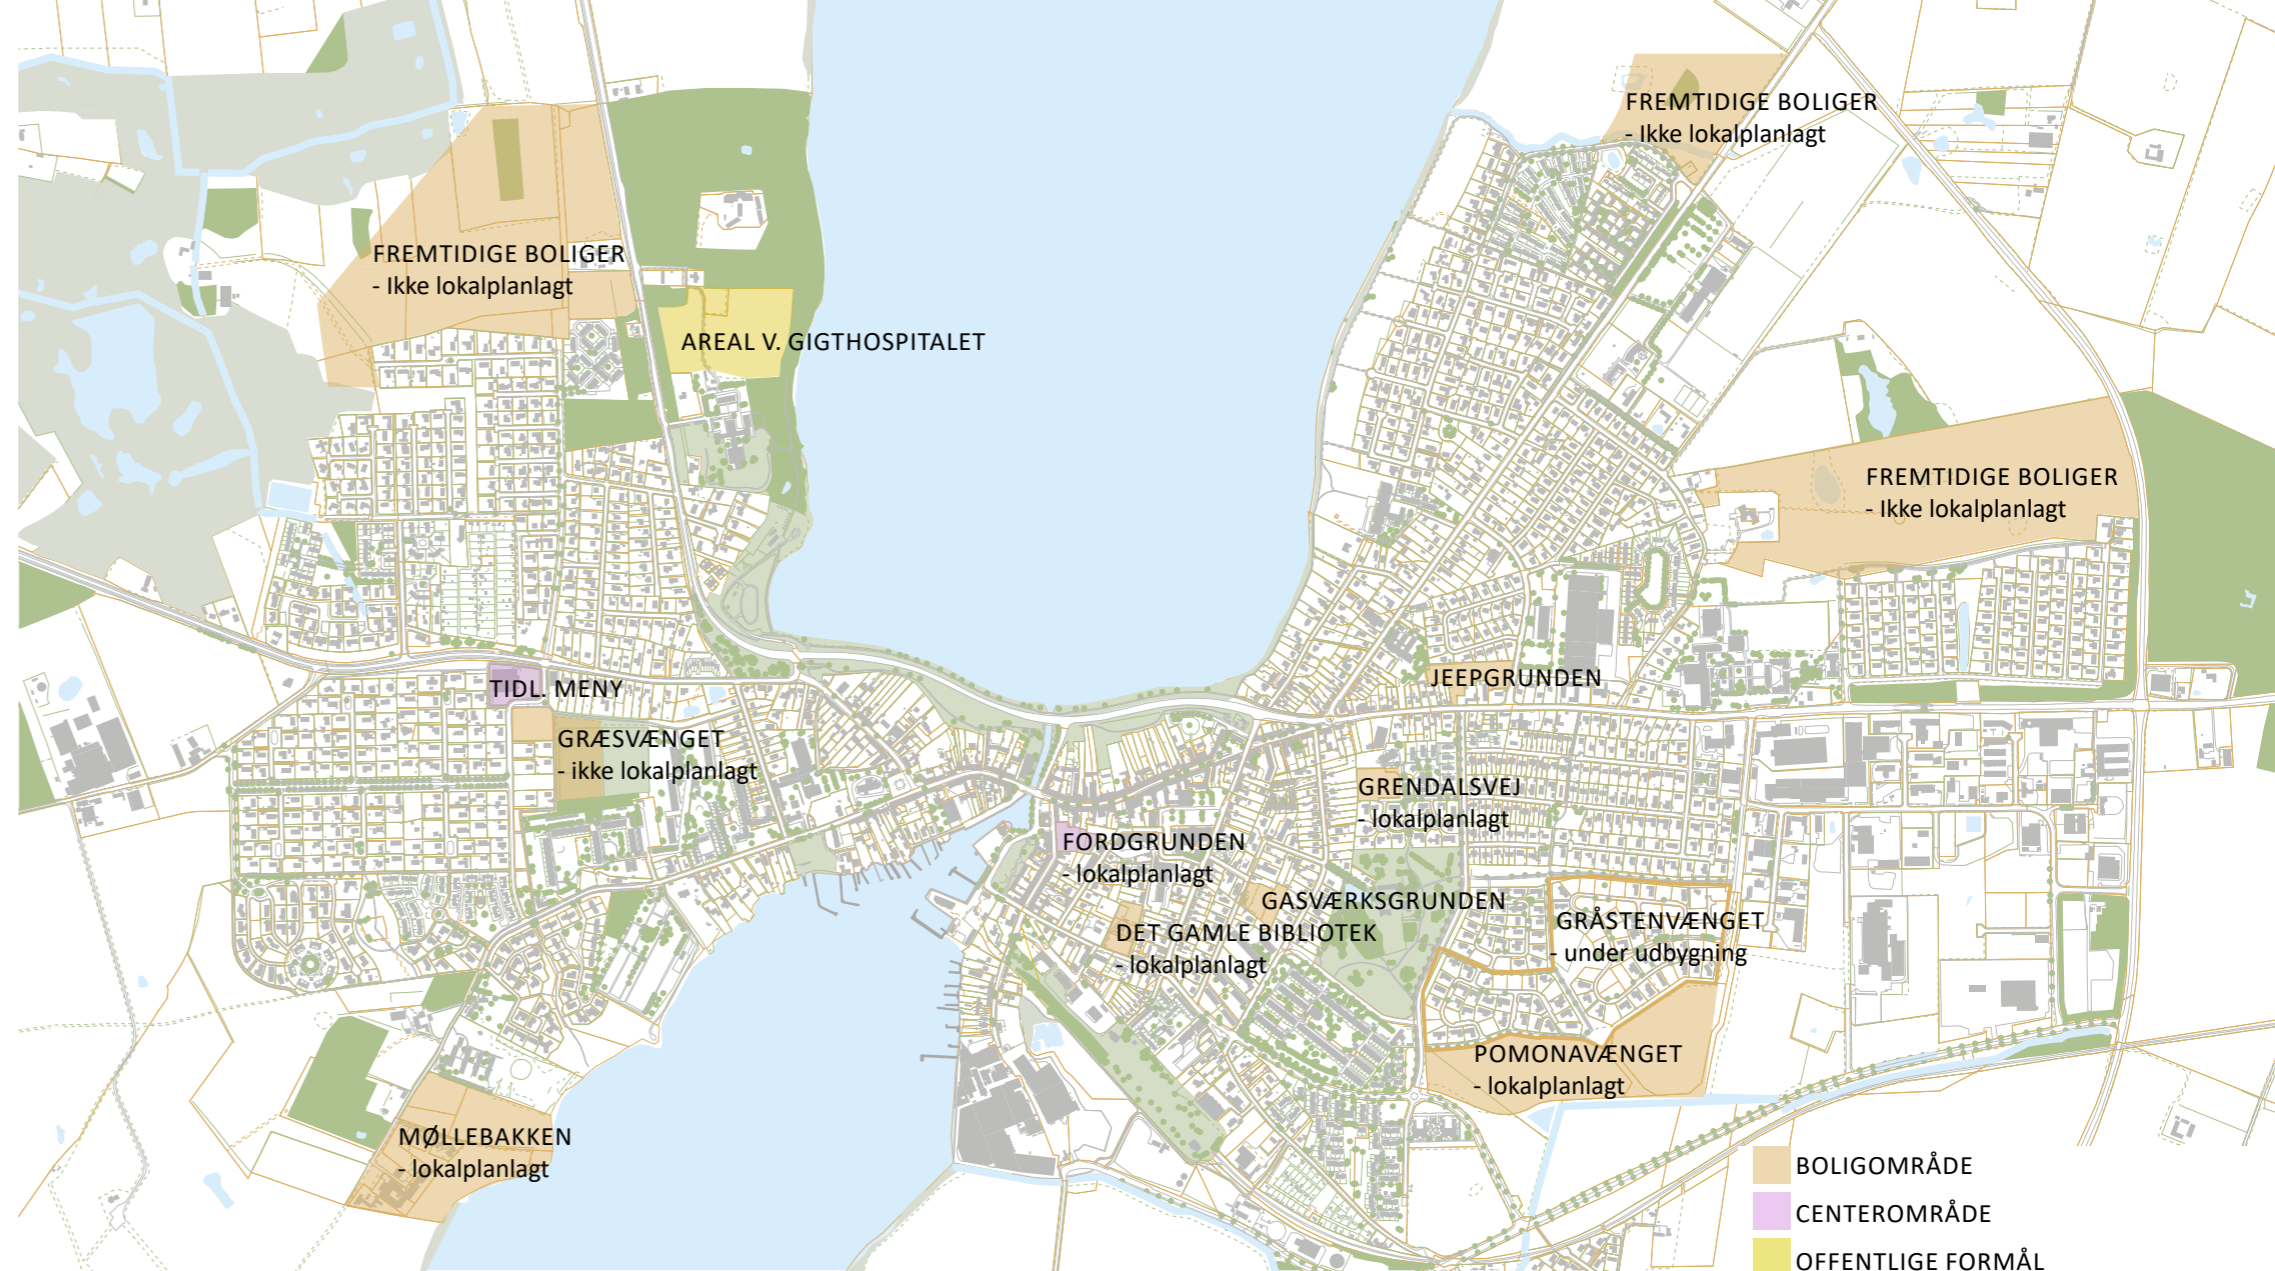 FREMTIDIGE BOLIGER
- Ikke lokalplanlagt
FREMTIDIGE BOLIGER
- Ikke lokalplanlagt
AREAL V. GIGTHOSPITALET
FREMTIDIGE BOLIGER
- Ikke lokalplanlagt
JEEPGRUNDEN
TIDL. MENY
GRÆSVÆNGET
- ikke lokalplanlagt
GRENDALSVEJ
- lokalplanlagt
FORDGRUNDEN
- lokalplanlagt
GASVÆRKSGRUNDEN
DET GAMLE BIBLIOTEK
- lokalplanlagt
GRÅSTENVÆNGET
- under udbygning
POMONAVÆNGET
- lokalplanlagt
MØLLEBAKKEN
- lokalplanlagt
BOLIGOMRÅDE
CENTEROMRÅDE
OFFENTLIGE FORMÅL